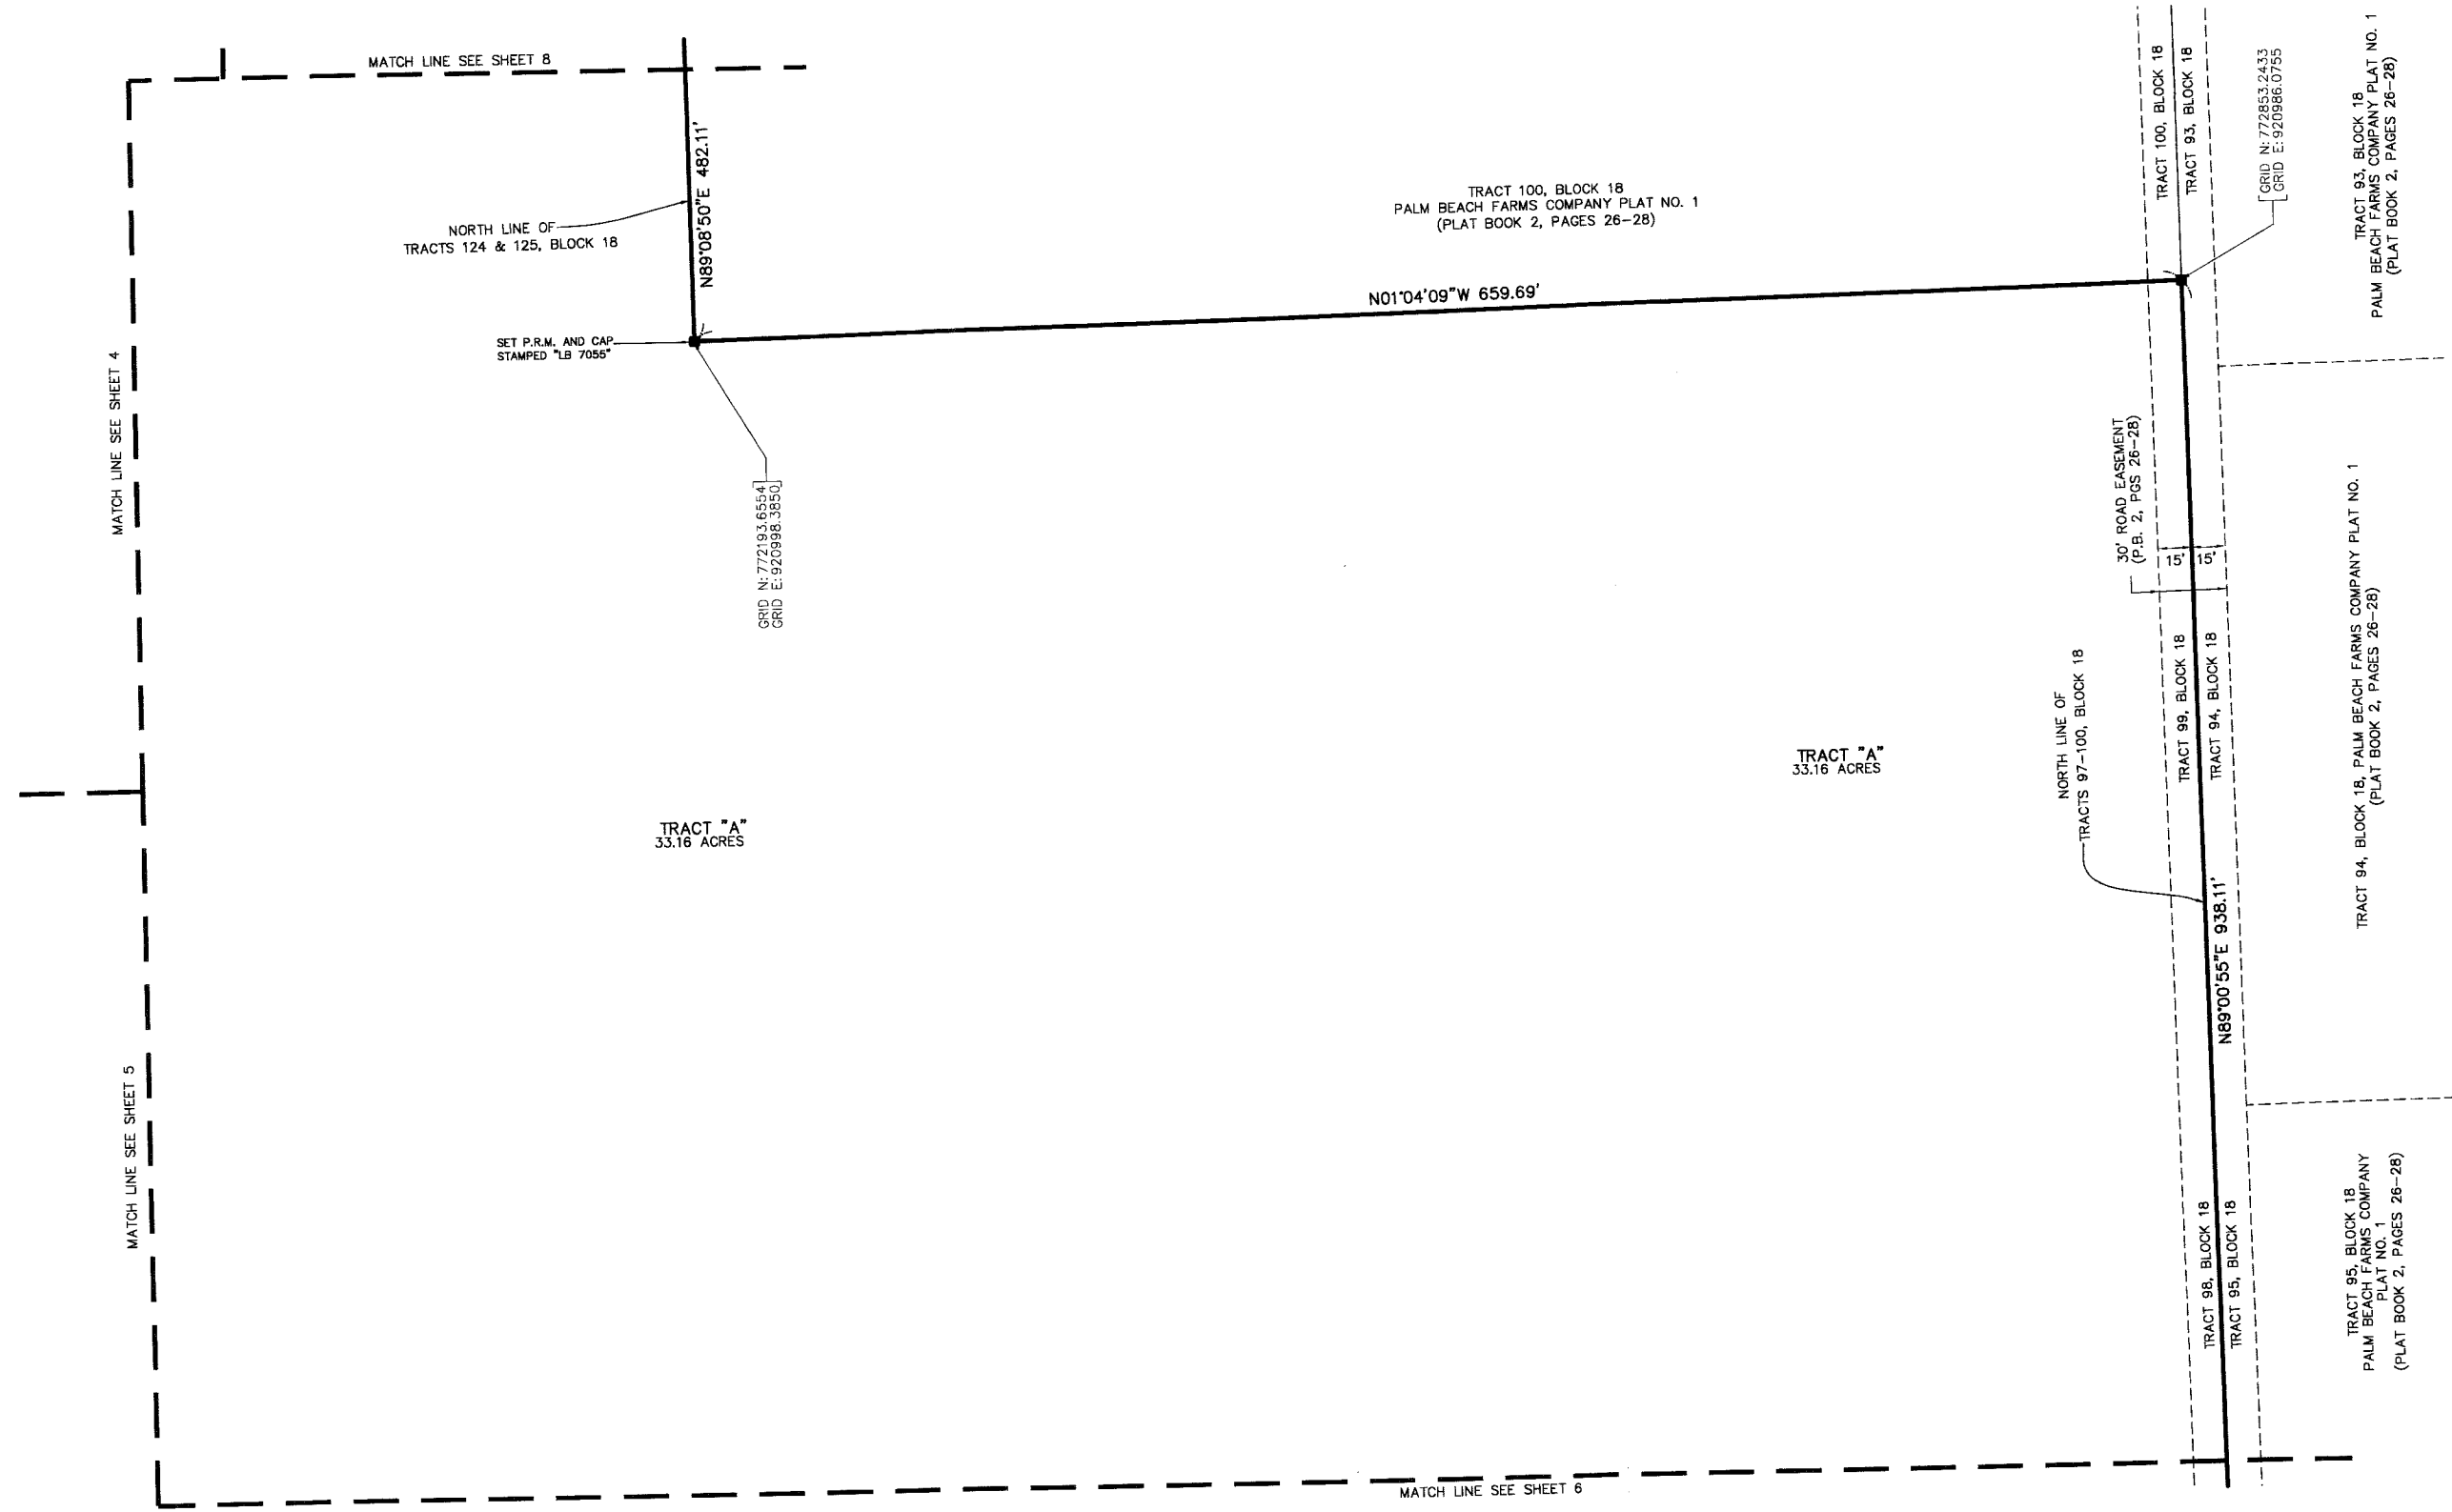 MATCH LINE SEE SHEET 8
N89°08'50"E 482.11'
NORTH LINE OF
TRACTS 124 & 125, BLOCK 18
SET P.R.M. AND CAP
STAMPED "LB 7055"
MATCH LINE SEE SHEET 4
GRID N: 772193.6554
GRID E: 920998.3850
TRACT 100, BLOCK 18
PALM BEACH FARMS COMPANY PLAT NO. 1
(PLAT BOOK 2, PAGES 26-28)
N01°04'09"W 659.69'
TRACT 100, BLOCK 18
TRACT 93, BLOCK 18
GRID N: 772853.2433
GRID E: 920986.0755
TRACT 93, BLOCK 18
PALM BEACH FARMS COMPANY PLAT NO. 1
(PLAT BOOK 2, PAGES 26-28)
30' ROAD EASEMENT
(P.B. 2, PGS 26-28)
15'
15'
TRACT 99, BLOCK 18
TRACT 94, BLOCK 18
TRACT 94, BLOCK 18, PALM BEACH FARMS COMPANY PLAT NO. 1
(PLAT BOOK 2, PAGES 26-28)
NORTH LINE OF
TRACTS 97-100, BLOCK 18
TRACT "A"
33.16 ACRES
TRACT "A"
33.16 ACRES
N89°00'55"E 938.11'
MATCH LINE SEE SHEET 5
TRACT 98, BLOCK 18
TRACT 95, BLOCK 18
TRACT 95, BLOCK 18
PALM BEACH FARMS COMPANY
PLAT NO. 1
(PLAT BOOK 2, PAGES 26-28)
MATCH LINE SEE SHEET 6